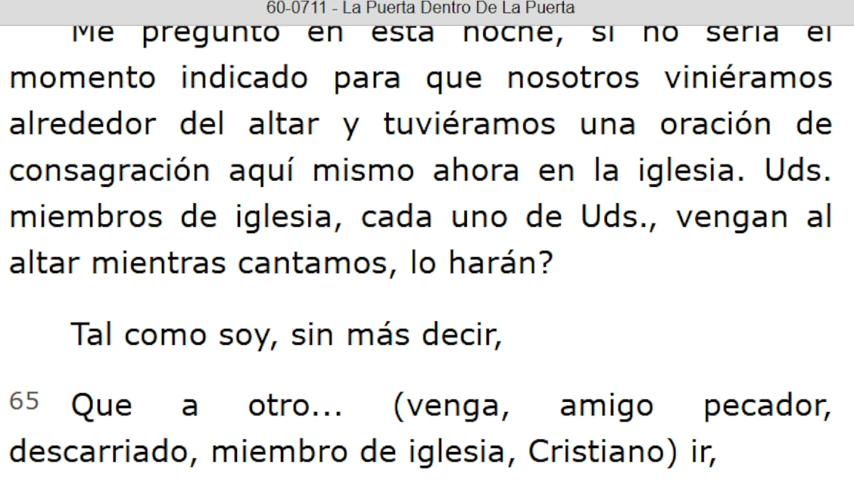 60-0711 - La Puerta Dentro De La Puerta
Me pregunto en esta noche, si no sería el
momento indicado para que nosotros viniéramos
alrededor del altar y tuviéramos una oración de
consagración aquí mismo ahora en la iglesia. Uds.
miembros de iglesia, cada uno de Uds., vengan al
altar mientras cantamos, lo harán?
Tal como soy, sin más decir,
65 Que a otro... (venga, amigo pecador,
descarriado, miembro de iglesia, Cristiano) ir,